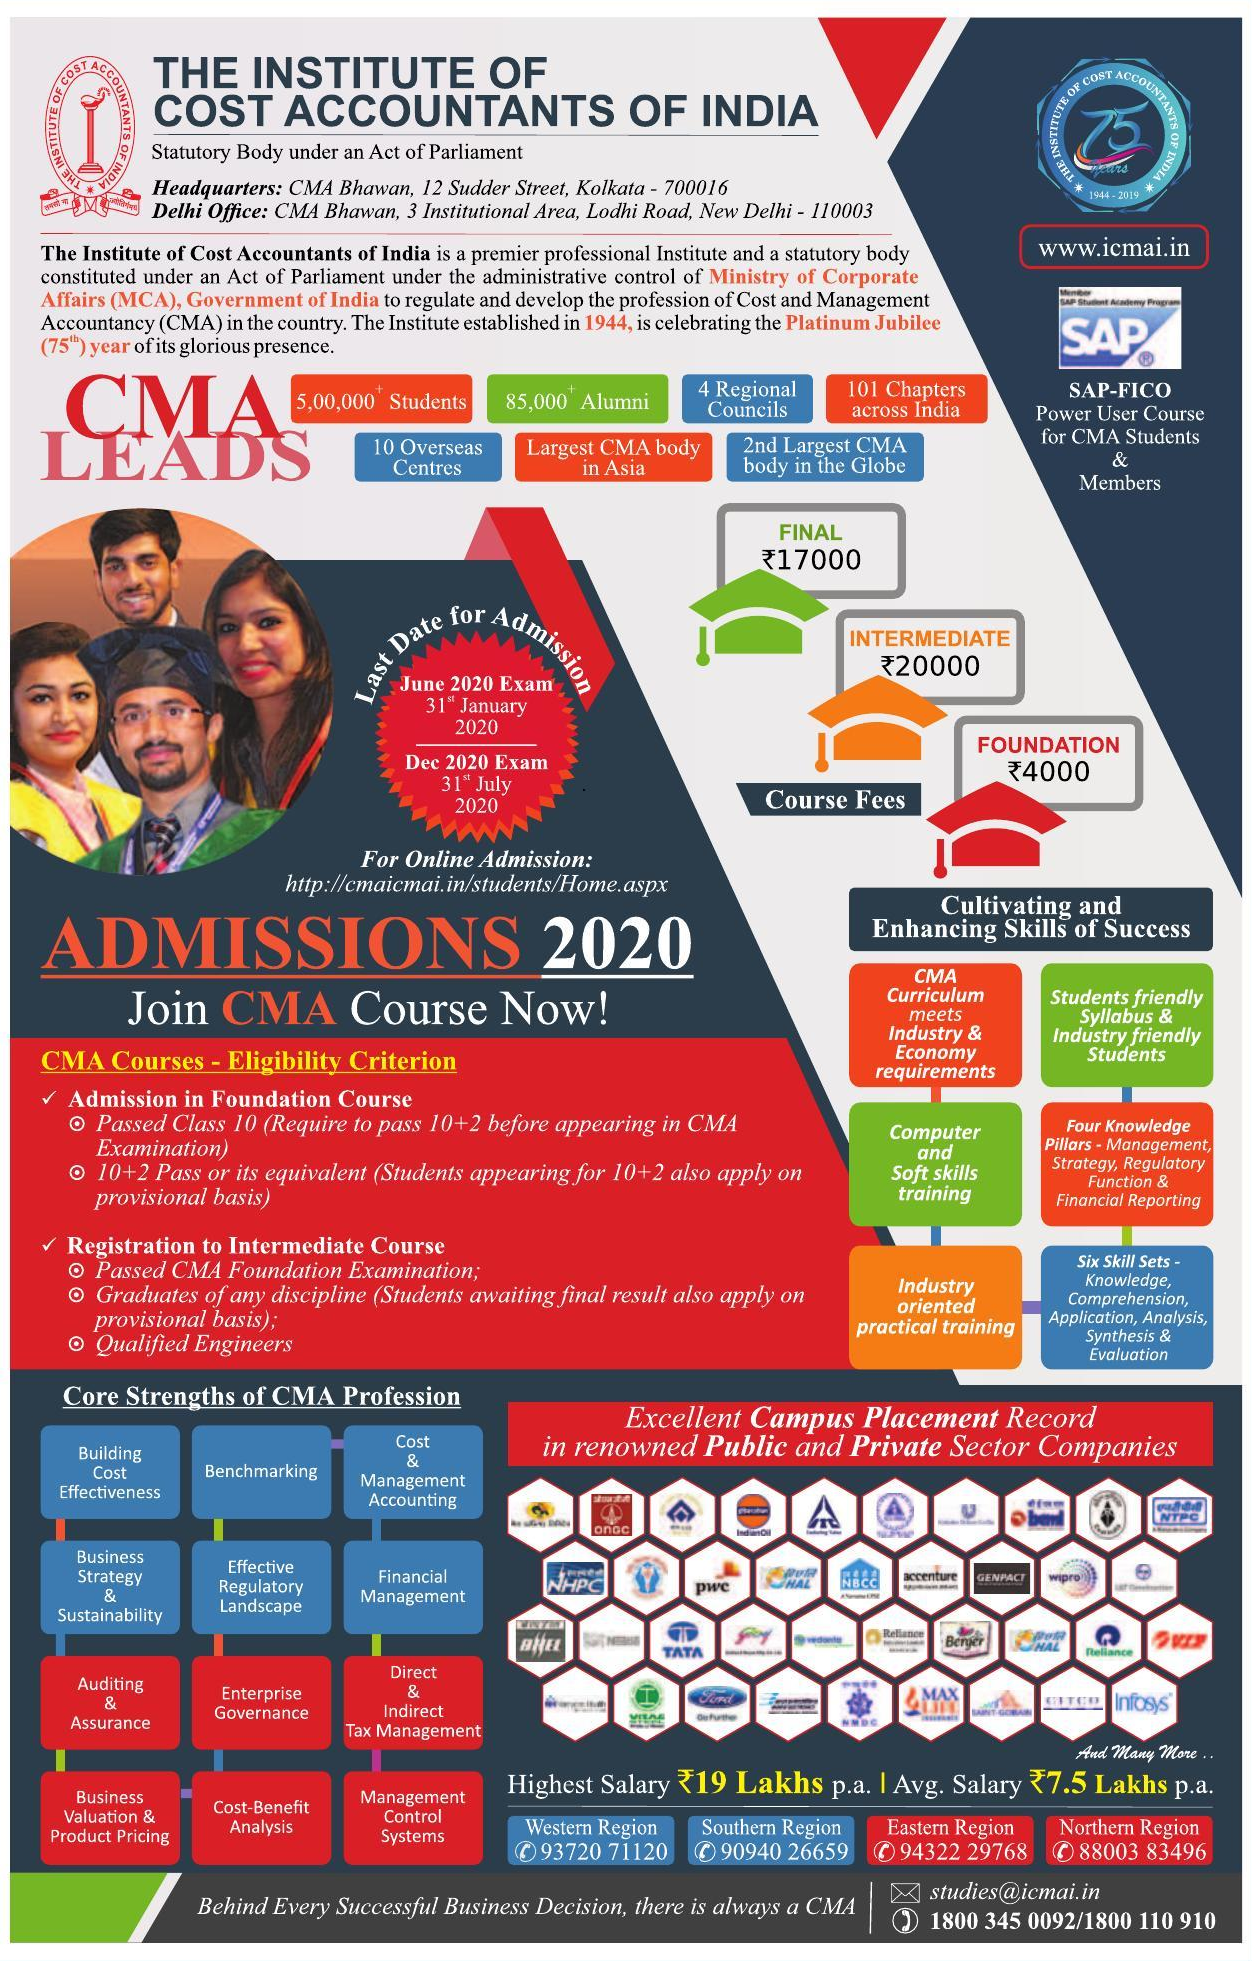 THE INSTITUTE OF COST ACCOUNTANTS OF INDIA
तमसो मा
ज्योतिर्गमय
THE INSTITUTE OF
COST ACCOUNTANTS OF INDIA
Statutory Body under an Act of Parliament
Headquarters: CMA Bhawan, 12 Sudder Street, Kolkata - 700016
Delhi Office: CMA Bhawan, 3 Institutional Area, Lodhi Road, New Delhi - 110003
THE INSTITUTE OF COST ACCOUNTANTS OF INDIA
75
Years
1944 - 2019
www.icmai.in
Member
SAP Student Academy Program
SAP
SAP-FICO
Power User Course
for CMA Students
&
Members
The Institute of Cost Accountants of India is a premier professional Institute and a statutory body
constituted under an Act of Parliament under the administrative control of Ministry of Corporate
Affairs (MCA), Government of India to regulate and develop the profession of Cost and Management
Accountancy (CMA) in the country. The Institute established in 1944, is celebrating the Platinum Jubilee
(75th) year of its glorious presence.
CMA
LEADS
5,00,000+ Students
85,000+ Alumni
4 Regional
Councils
101 Chapters
across India
10 Overseas
Centres
Largest CMA body
in Asia
2nd Largest CMA
body in the Globe
FINAL
₹17000
INTERMEDIATE
₹20000
FOUNDATION
₹4000
Course Fees
Last Date for Admission
June 2020 Exam
31st January
2020
Dec 2020 Exam
31st July
2020
For Online Admission:
http://cmaicmai.in/students/Home.aspx
ADMISSIONS 2020
Join CMA Course Now!
CMA Courses - Eligibility Criterion
✓ Admission in Foundation Course
Passed Class 10 (Require to pass 10+2 before appearing in CMA
Examination)
10+2 Pass or its equivalent (Students appearing for 10+2 also apply on
provisional basis)
✓ Registration to Intermediate Course
Passed CMA Foundation Examination;
Graduates of any discipline (Students awaiting final result also apply on
provisional basis);
Qualified Engineers
Cultivating and
Enhancing Skills of Success
CMA
Curriculum
meets
Industry &
Economy
requirements
Students friendly
Syllabus &
Industry friendly
Students
Computer
and
Soft skills
training
Four Knowledge
Pillars - Management,
Strategy, Regulatory
Function &
Financial Reporting
Industry
oriented
practical training
Six Skill Sets -
Knowledge,
Comprehension,
Application, Analysis,
Synthesis &
Evaluation
Core Strengths of CMA Profession
Building
Cost
Effectiveness
Benchmarking
Cost
&
Management
Accounting
Business
Strategy
&
Sustainability
Effective
Regulatory
Landscape
Financial
Management
Auditing
&
Assurance
Enterprise
Governance
Direct
&
Indirect
Tax Management
Business
Valuation &
Product Pricing
Cost-Benefit
Analysis
Management
Control
Systems
Excellent Campus Placement Record
in renowned Public and Private Sector Companies
ONGC
IndianOil
ITC
NTPC
NHPC
pwc
HAL
NBCC
accenture
GENPACT
wipro
BHEL
TATA
vedanta
Reliance
Berger
HAL
Reliance
VIP
VIZAG STEEL
Ford
Go Further
NMDC
MAX
LIFE
INSURANCE
SAINT-GOBAIN
Infosys
And Many More ..
Highest Salary ₹19 Lakhs p.a. | Avg. Salary ₹7.5 Lakhs p.a.
Western Region
93720 71120
Southern Region
90940 26659
Eastern Region
94322 29768
Northern Region
88003 83496
Behind Every Successful Business Decision, there is always a CMA
studies@icmai.in
1800 345 0092/1800 110 910